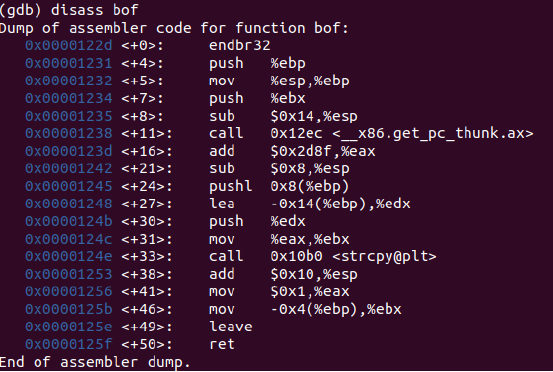 (gdb) disass bof
Dump of assembler code for function bof:
   0x0000122d <+0>:     endbr32
   0x00001231 <+4>:     push   %ebp
   0x00001232 <+5>:     mov    %esp,%ebp
   0x00001234 <+7>:     push   %ebx
   0x00001235 <+8>:     sub    $0x14,%esp
   0x00001238 <+11>:    call   0x12ec <__x86.get_pc_thunk.ax>
   0x0000123d <+16>:    add    $0x2d8f,%eax
   0x00001242 <+21>:    sub    $0x8,%esp
   0x00001245 <+24>:    pushl  0x8(%ebp)
   0x00001248 <+27>:    lea    -0x14(%ebp),%edx
   0x0000124b <+30>:    push   %edx
   0x0000124c <+31>:    mov    %eax,%ebx
   0x0000124e <+33>:    call   0x10b0 <strcpy@plt>
   0x00001253 <+38>:    add    $0x10,%esp
   0x00001256 <+41>:    mov    $0x1,%eax
   0x0000125b <+46>:    mov    -0x4(%ebp),%ebx
   0x0000125e <+49>:    leave
   0x0000125f <+50>:    ret
End of assembler dump.